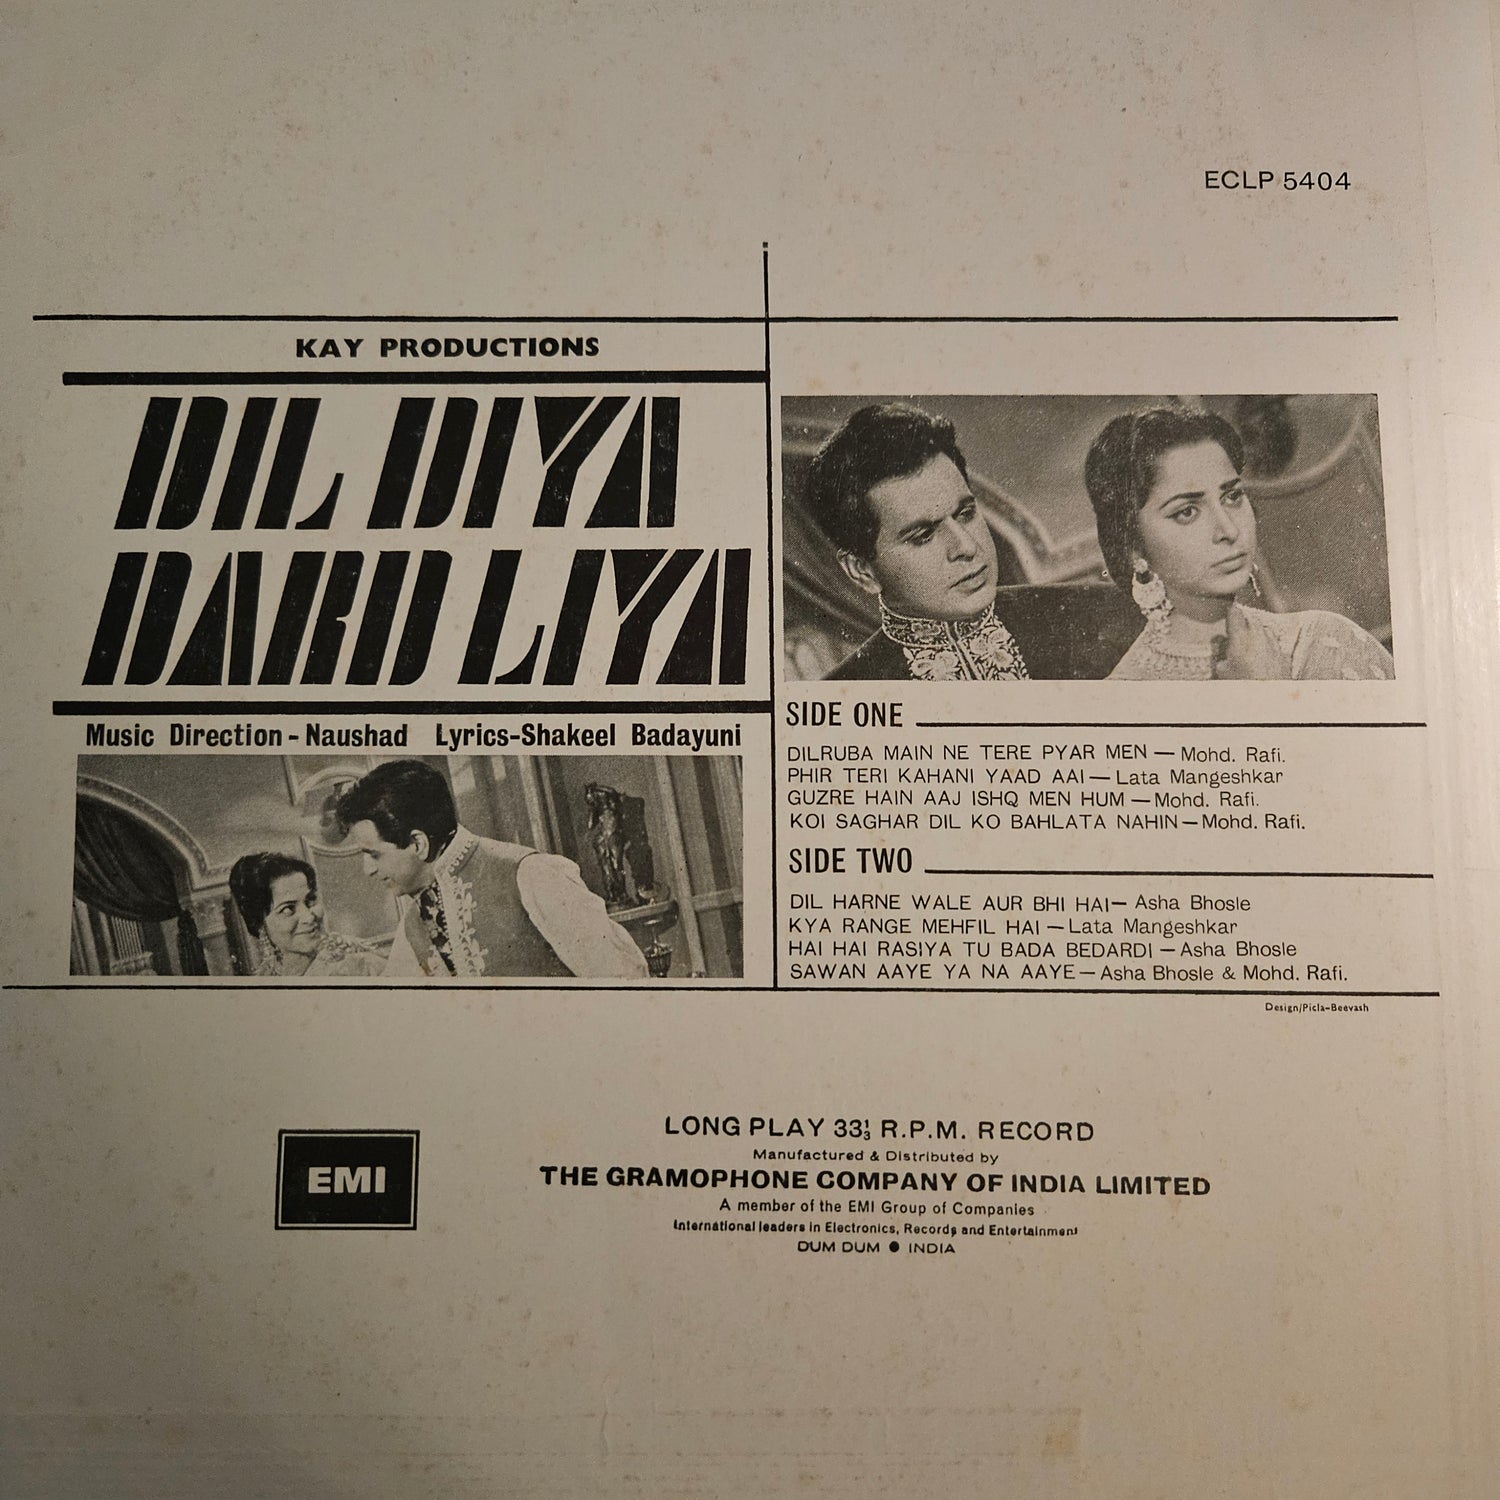 ECLP 5404
KAY PRODUCTIONS
DIL DIYA
DARD LIYA
Music Direction - Naushad Lyrics-Shakeel Badayuni
SIDE ONE
DILRUBA MAIN NE TERE PYAR MEN — Mohd. Rafi.
PHIR TERI KAHANI YAAD AAI — Lata Mangeshkar
GUZRE HAIN AAJ ISHQ MEN HUM — Mohd. Rafi.
KOI SAGHAR DIL KO BAHLATA NAHIN — Mohd. Rafi.
SIDE TWO
DIL HARNE WALE AUR BHI HAI — Asha Bhosle
KYA RANGE MEHFIL HAI — Lata Mangeshkar
HAI HAI RASIYA TU BADA BEDARDI — Asha Bhosle
SAWAN AAYE YA NA AAYE — Asha Bhosle & Mohd. Rafi.
Design/Picla-Beevash
EMI
LONG PLAY 33⅓ R.P.M. RECORD
Manufactured & Distributed by
THE GRAMOPHONE COMPANY OF INDIA LIMITED
A member of the EMI Group of Companies
International leaders in Electronics, Records and Entertainment
DUM DUM ● INDIA